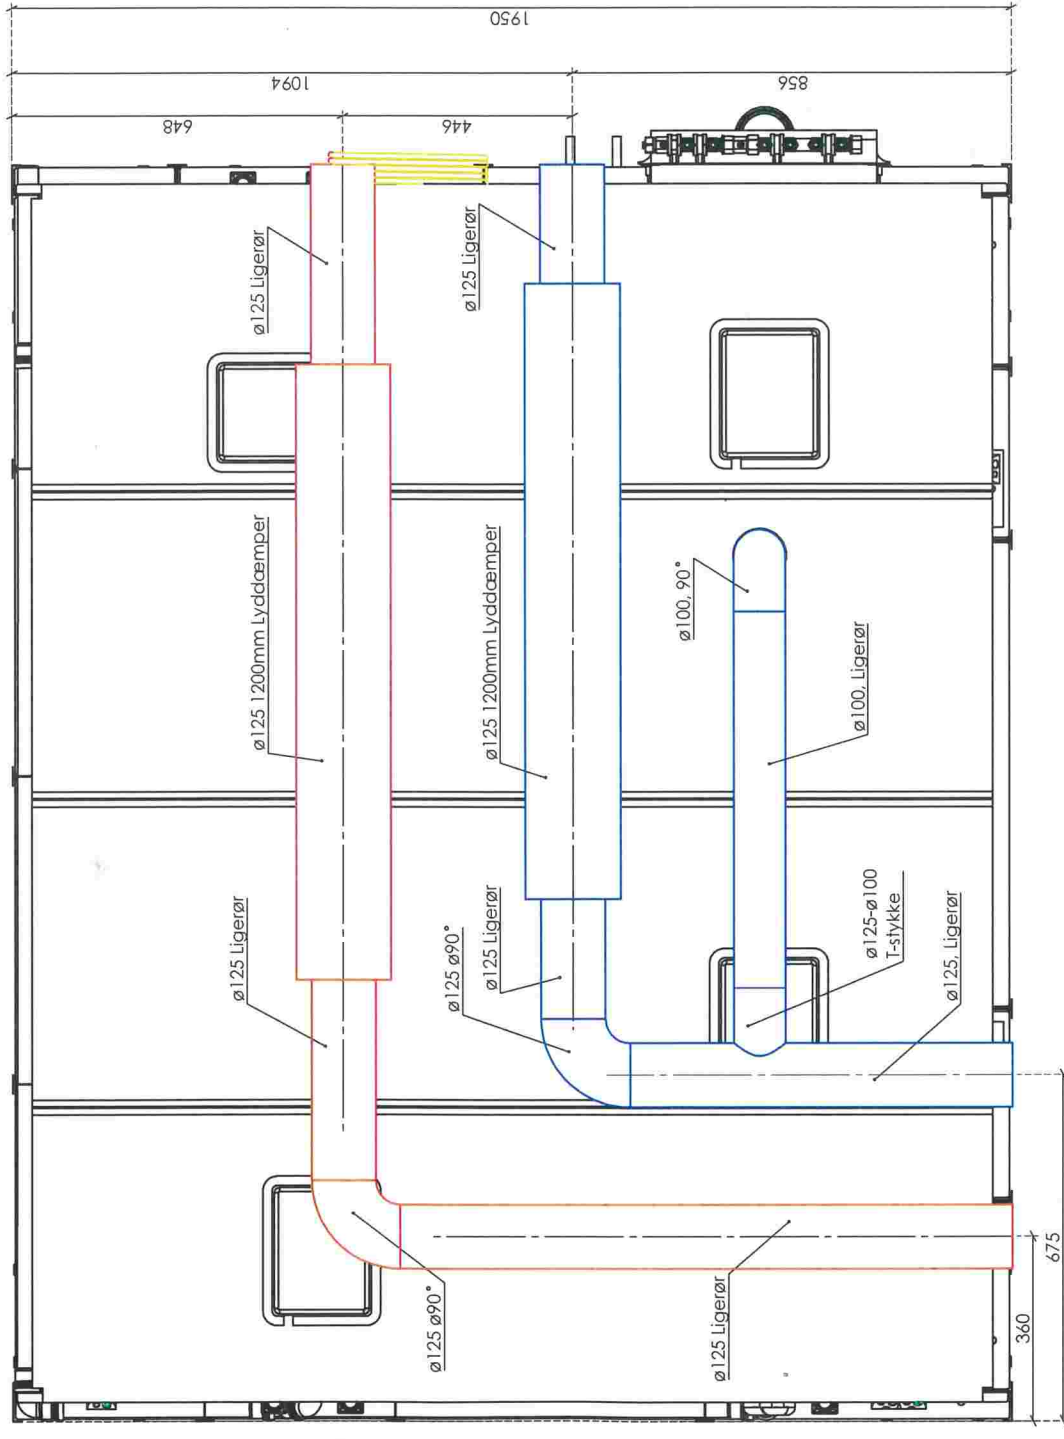 1950
1094
856
648
446
ø125 Ligerør
ø125 Ligerør
ø125 1200mm Lyddæmper
ø125 1200mm Lyddæmper
ø100, 90°
ø100, Ligerør
ø125 Ligerør
ø125 ø90°
ø125 Ligerør
ø125-ø100
T-stykke
ø125, Ligerør
ø125 ø90°
ø125 Ligerør
360
675